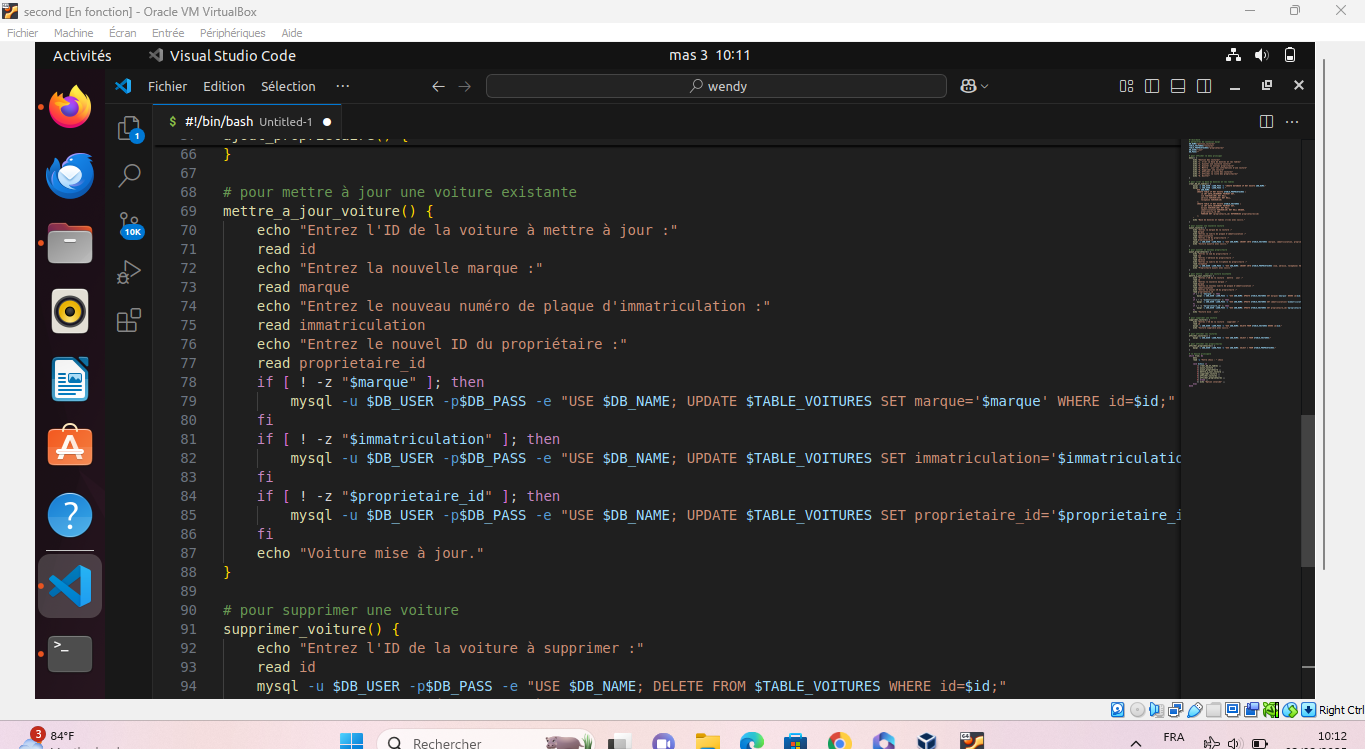 second [En fonction] - Oracle VM VirtualBox
Fichier Machine Écran Entrée Périphériques Aide
Activités Visual Studio Code mas 3 10:11
Fichier Edition Sélection ··· wendy
$ #!/bin/bash Untitled-1
66 }
67
68 # pour mettre à jour une voiture existante
69 mettre_a_jour_voiture() {
70 echo "Entrez l'ID de la voiture à mettre à jour :"
71 read id
72 echo "Entrez la nouvelle marque :"
73 read marque
74 echo "Entrez le nouveau numéro de plaque d'immatriculation :"
75 read immatriculation
76 echo "Entrez le nouvel ID du propriétaire :"
77 read proprietaire_id
78 if [ ! -z "$marque" ]; then
79 mysql -u $DB_USER -p$DB_PASS -e "USE $DB_NAME; UPDATE $TABLE_VOITURES SET marque='$marque' WHERE id=$id;"
80 fi
81 if [ ! -z "$immatriculation" ]; then
82 mysql -u $DB_USER -p$DB_PASS -e "USE $DB_NAME; UPDATE $TABLE_VOITURES SET immatriculation='$immatriculatio
83 fi
84 if [ ! -z "$proprietaire_id" ]; then
85 mysql -u $DB_USER -p$DB_PASS -e "USE $DB_NAME; UPDATE $TABLE_VOITURES SET proprietaire_id='$proprietaire_i
86 fi
87 echo "Voiture mise à jour."
88 }
89
90 # pour supprimer une voiture
91 supprimer_voiture() {
92 echo "Entrez l'ID de la voiture à supprimer :"
93 read id
94 mysql -u $DB_USER -p$DB_PASS -e "USE $DB_NAME; DELETE FROM $TABLE_VOITURES WHERE id=$id;"
1
10K
Right Ctrl
3 84°F
Rechercher
FRA
10:12